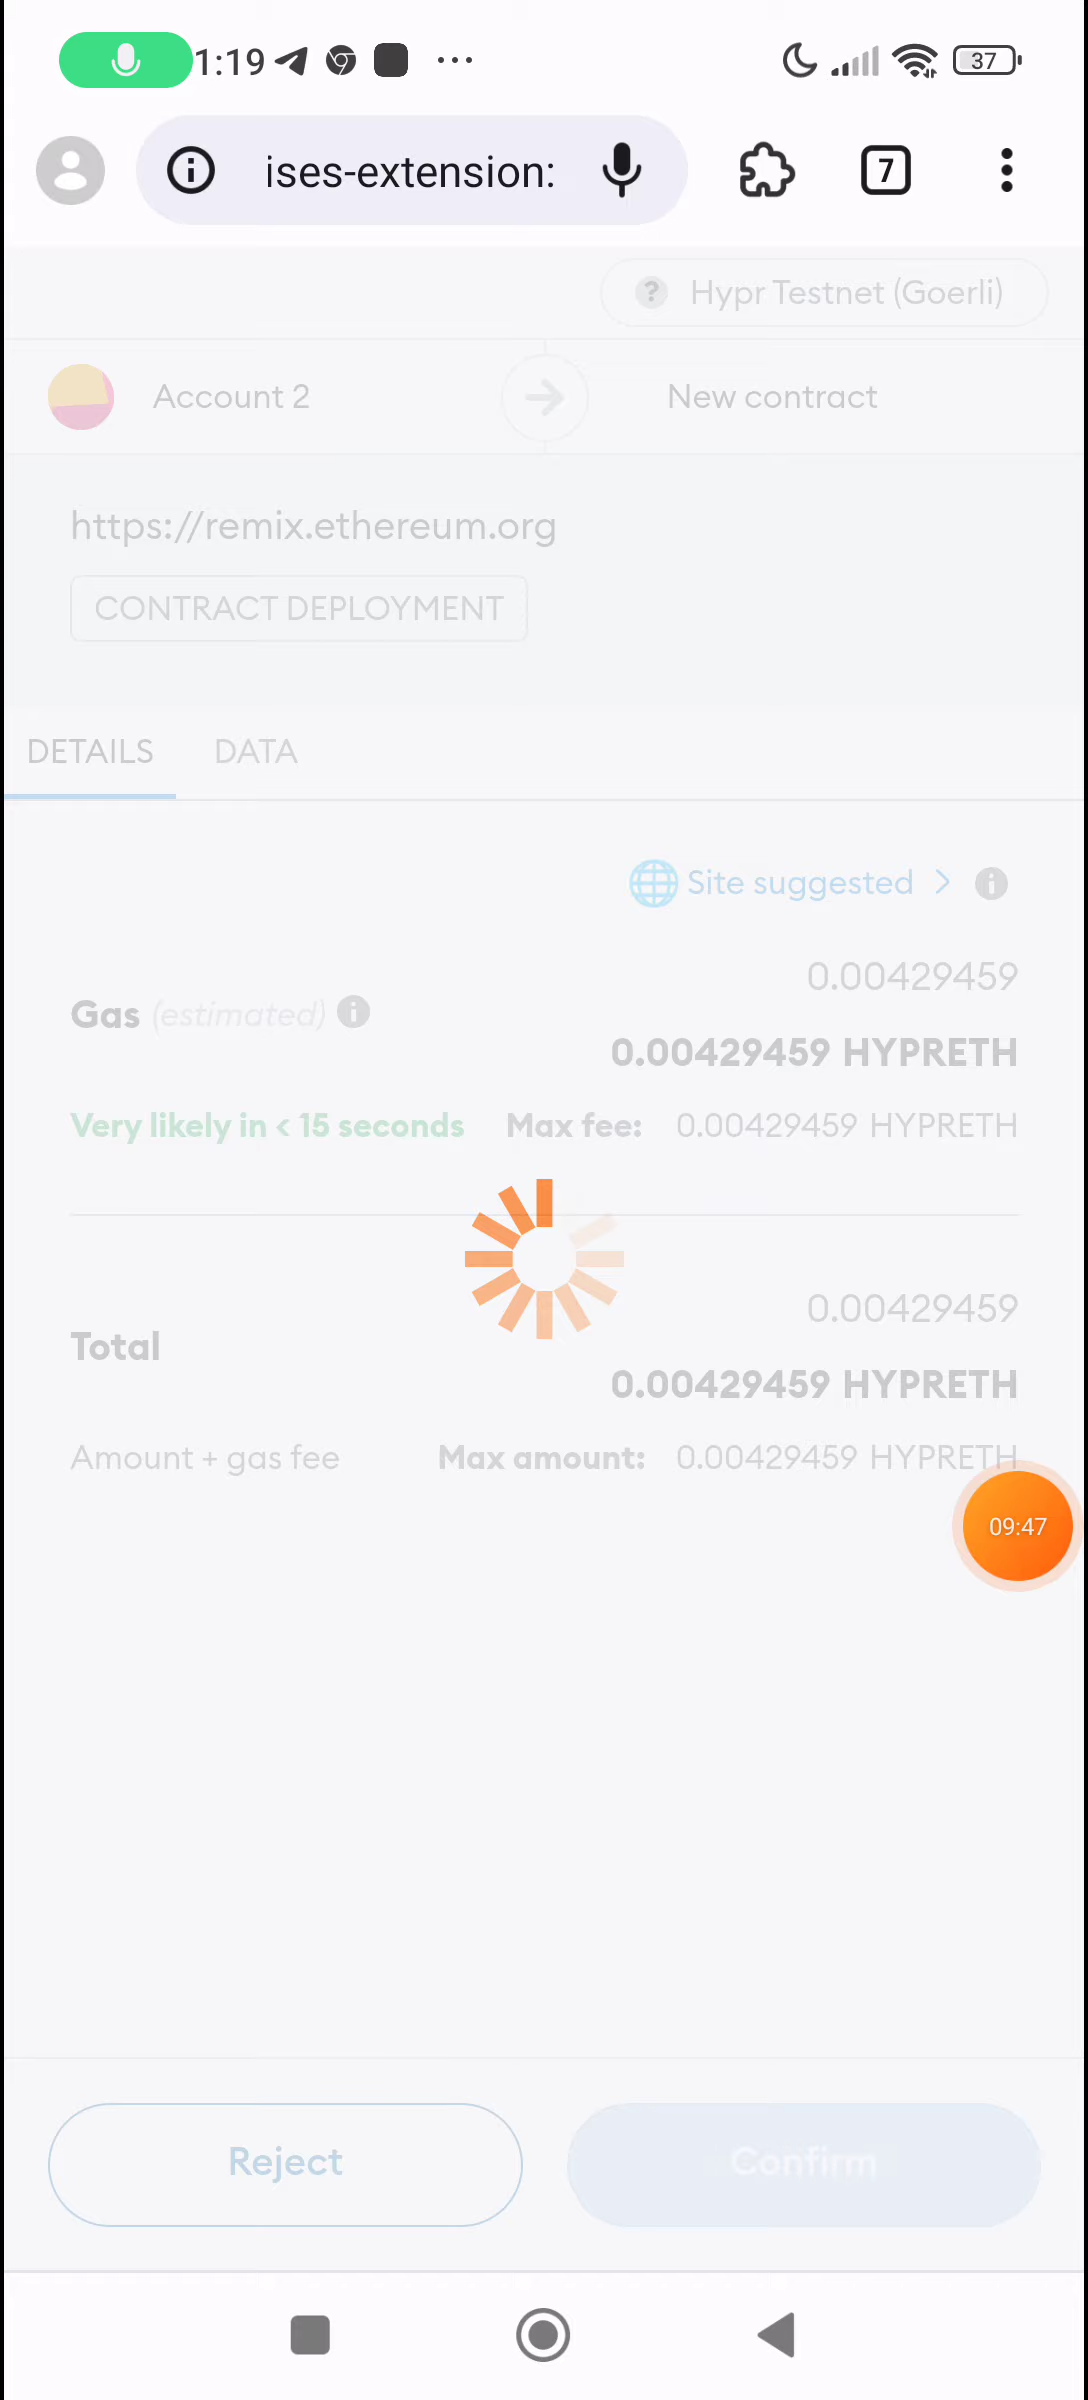 1:19
37
ises-extension:
7
? Hypr Testnet (Goerli)
Account 2
New contract
https://remix.ethereum.org
CONTRACT DEPLOYMENT
DETAILS DATA
Site suggested >
0.00429459
Gas (estimated)
0.00429459 HYPRETH
Very likely in < 15 seconds Max fee: 0.00429459 HYPRETH
0.00429459
Total
0.00429459 HYPRETH
Amount + gas fee Max amount: 0.00429459 HYPRETH
09:47
Reject Confirm